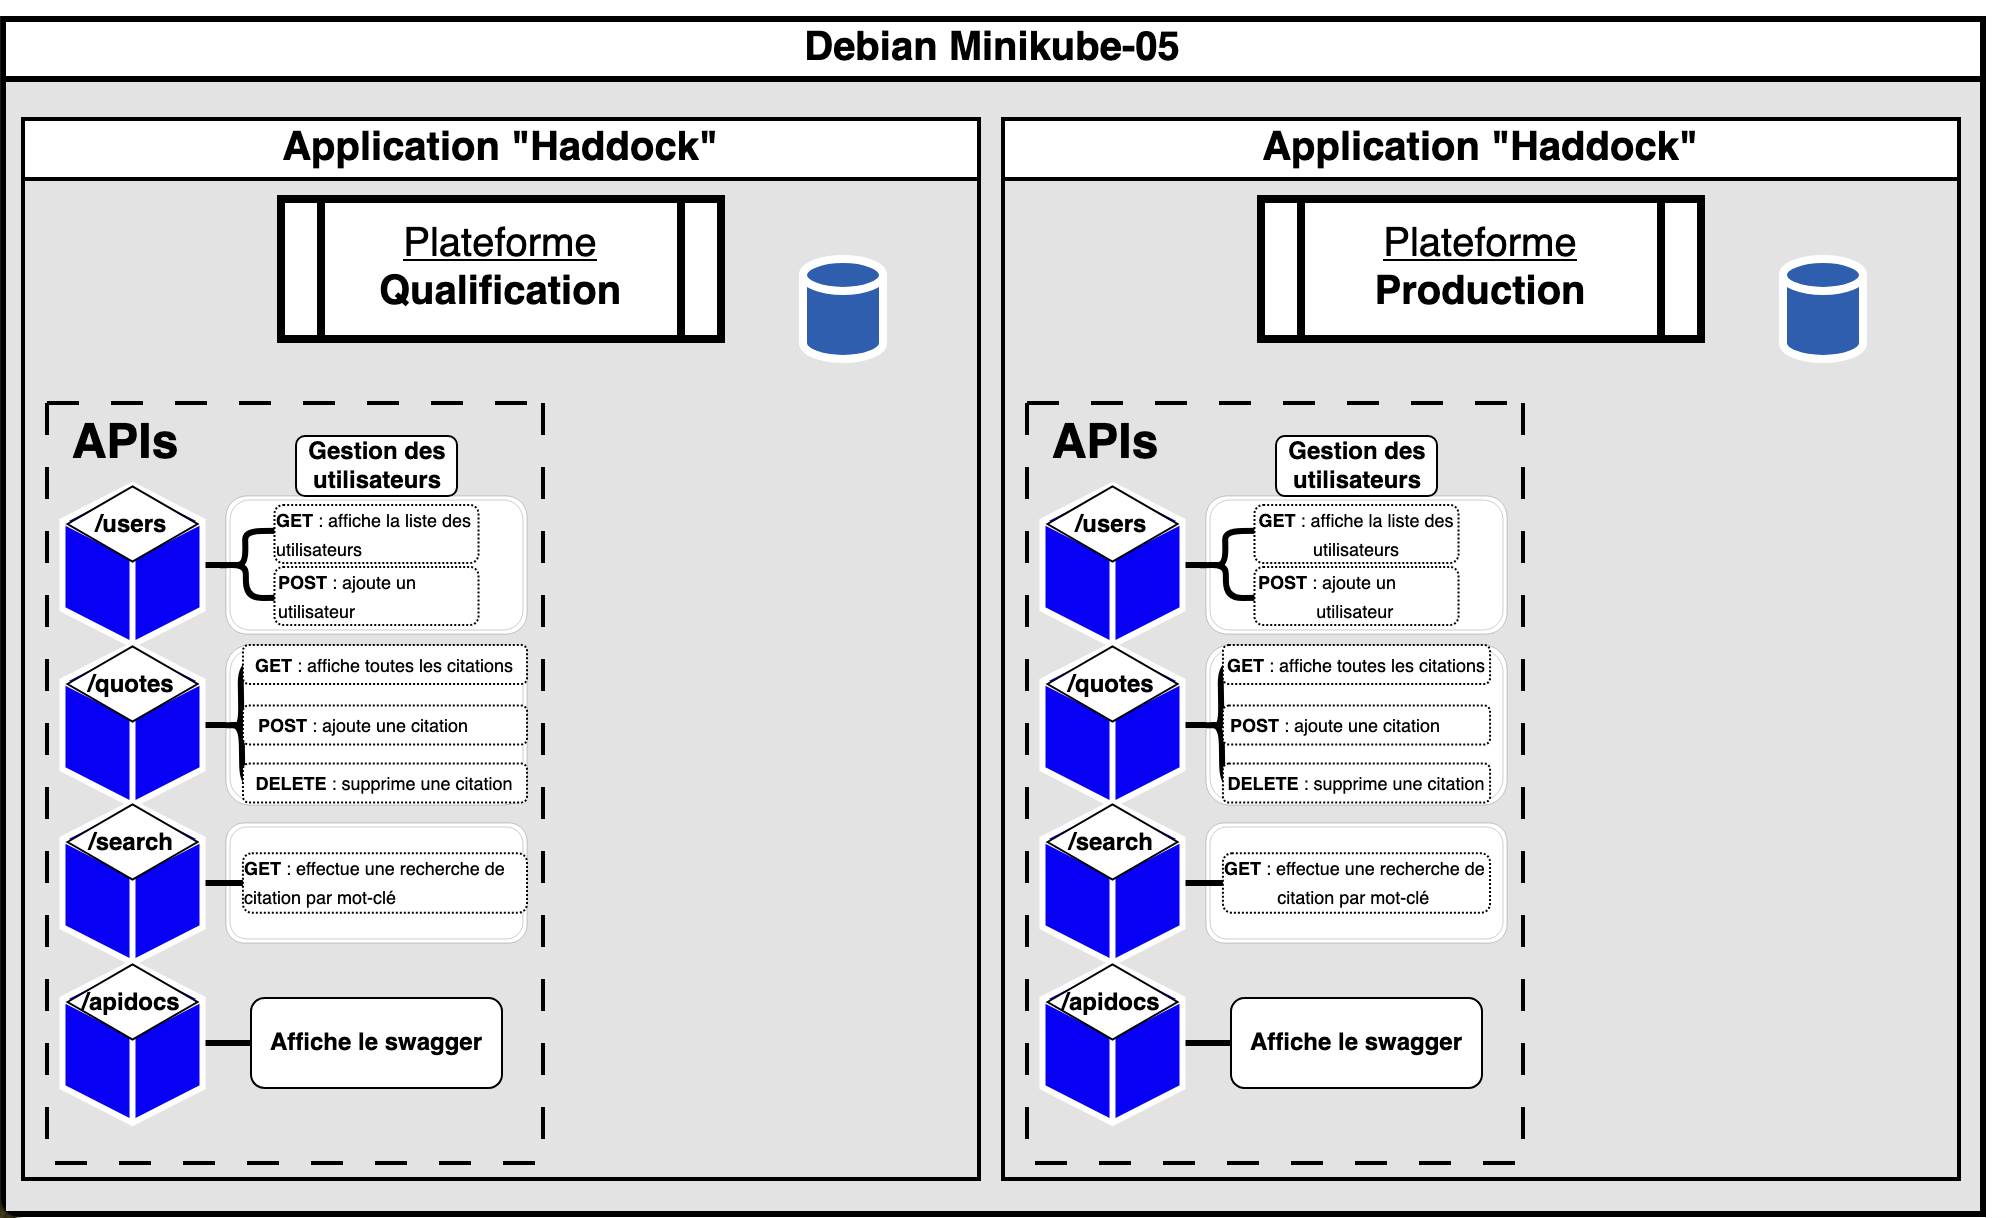 Debian Minikube-05
Application "Haddock"
Plateforme
Qualification
APIs
Gestion des
utilisateurs
/users
GET : affiche la liste des
utilisateurs
POST : ajoute un
utilisateur
/quotes
GET : affiche toutes les citations
POST : ajoute une citation
DELETE : supprime une citation
/search
GET : effectue une recherche de
citation par mot-clé
/apidocs
Affiche le swagger
Application "Haddock"
Plateforme
Production
APIs
Gestion des
utilisateurs
/users
GET : affiche la liste des
utilisateurs
POST : ajoute un
utilisateur
/quotes
GET : affiche toutes les citations
POST : ajoute une citation
DELETE : supprime une citation
/search
GET : effectue une recherche de
citation par mot-clé
/apidocs
Affiche le swagger